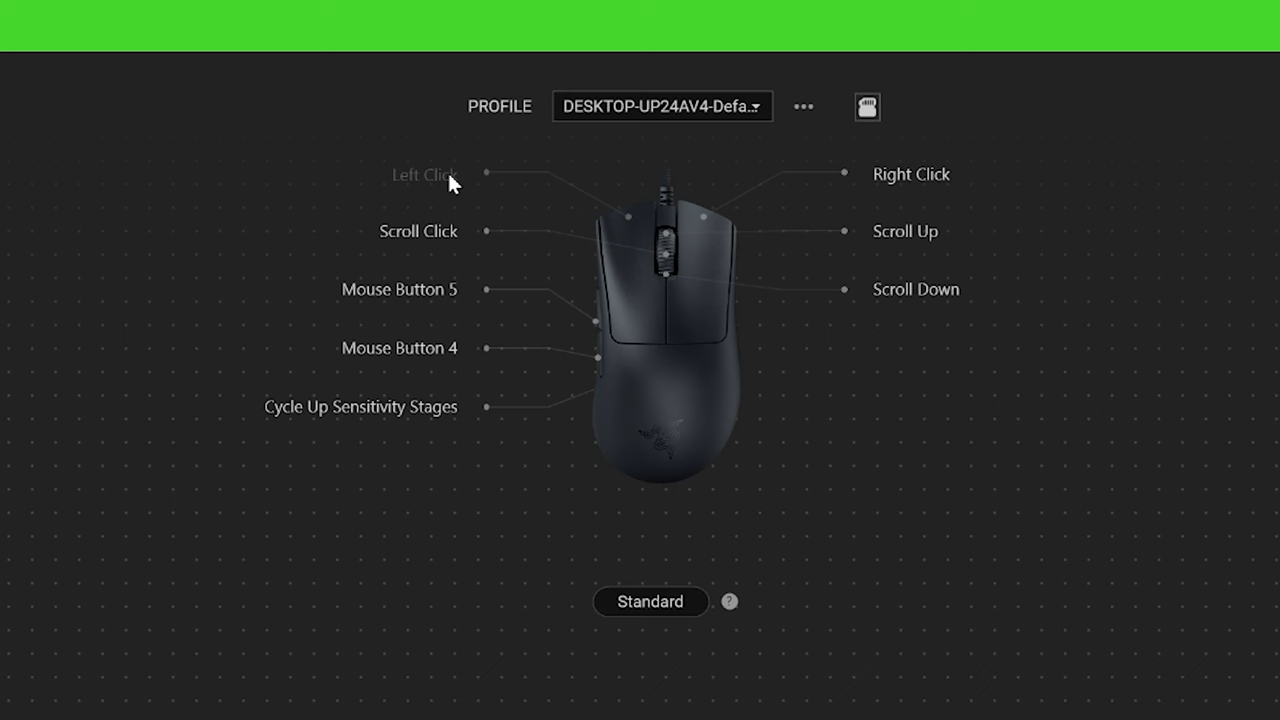 PROFILE DESKTOP-UP24AV4-Defa...
Left Click
Right Click
Scroll Click
Scroll Up
Mouse Button 5
Scroll Down
Mouse Button 4
Cycle Up Sensitivity Stages
Standard ?